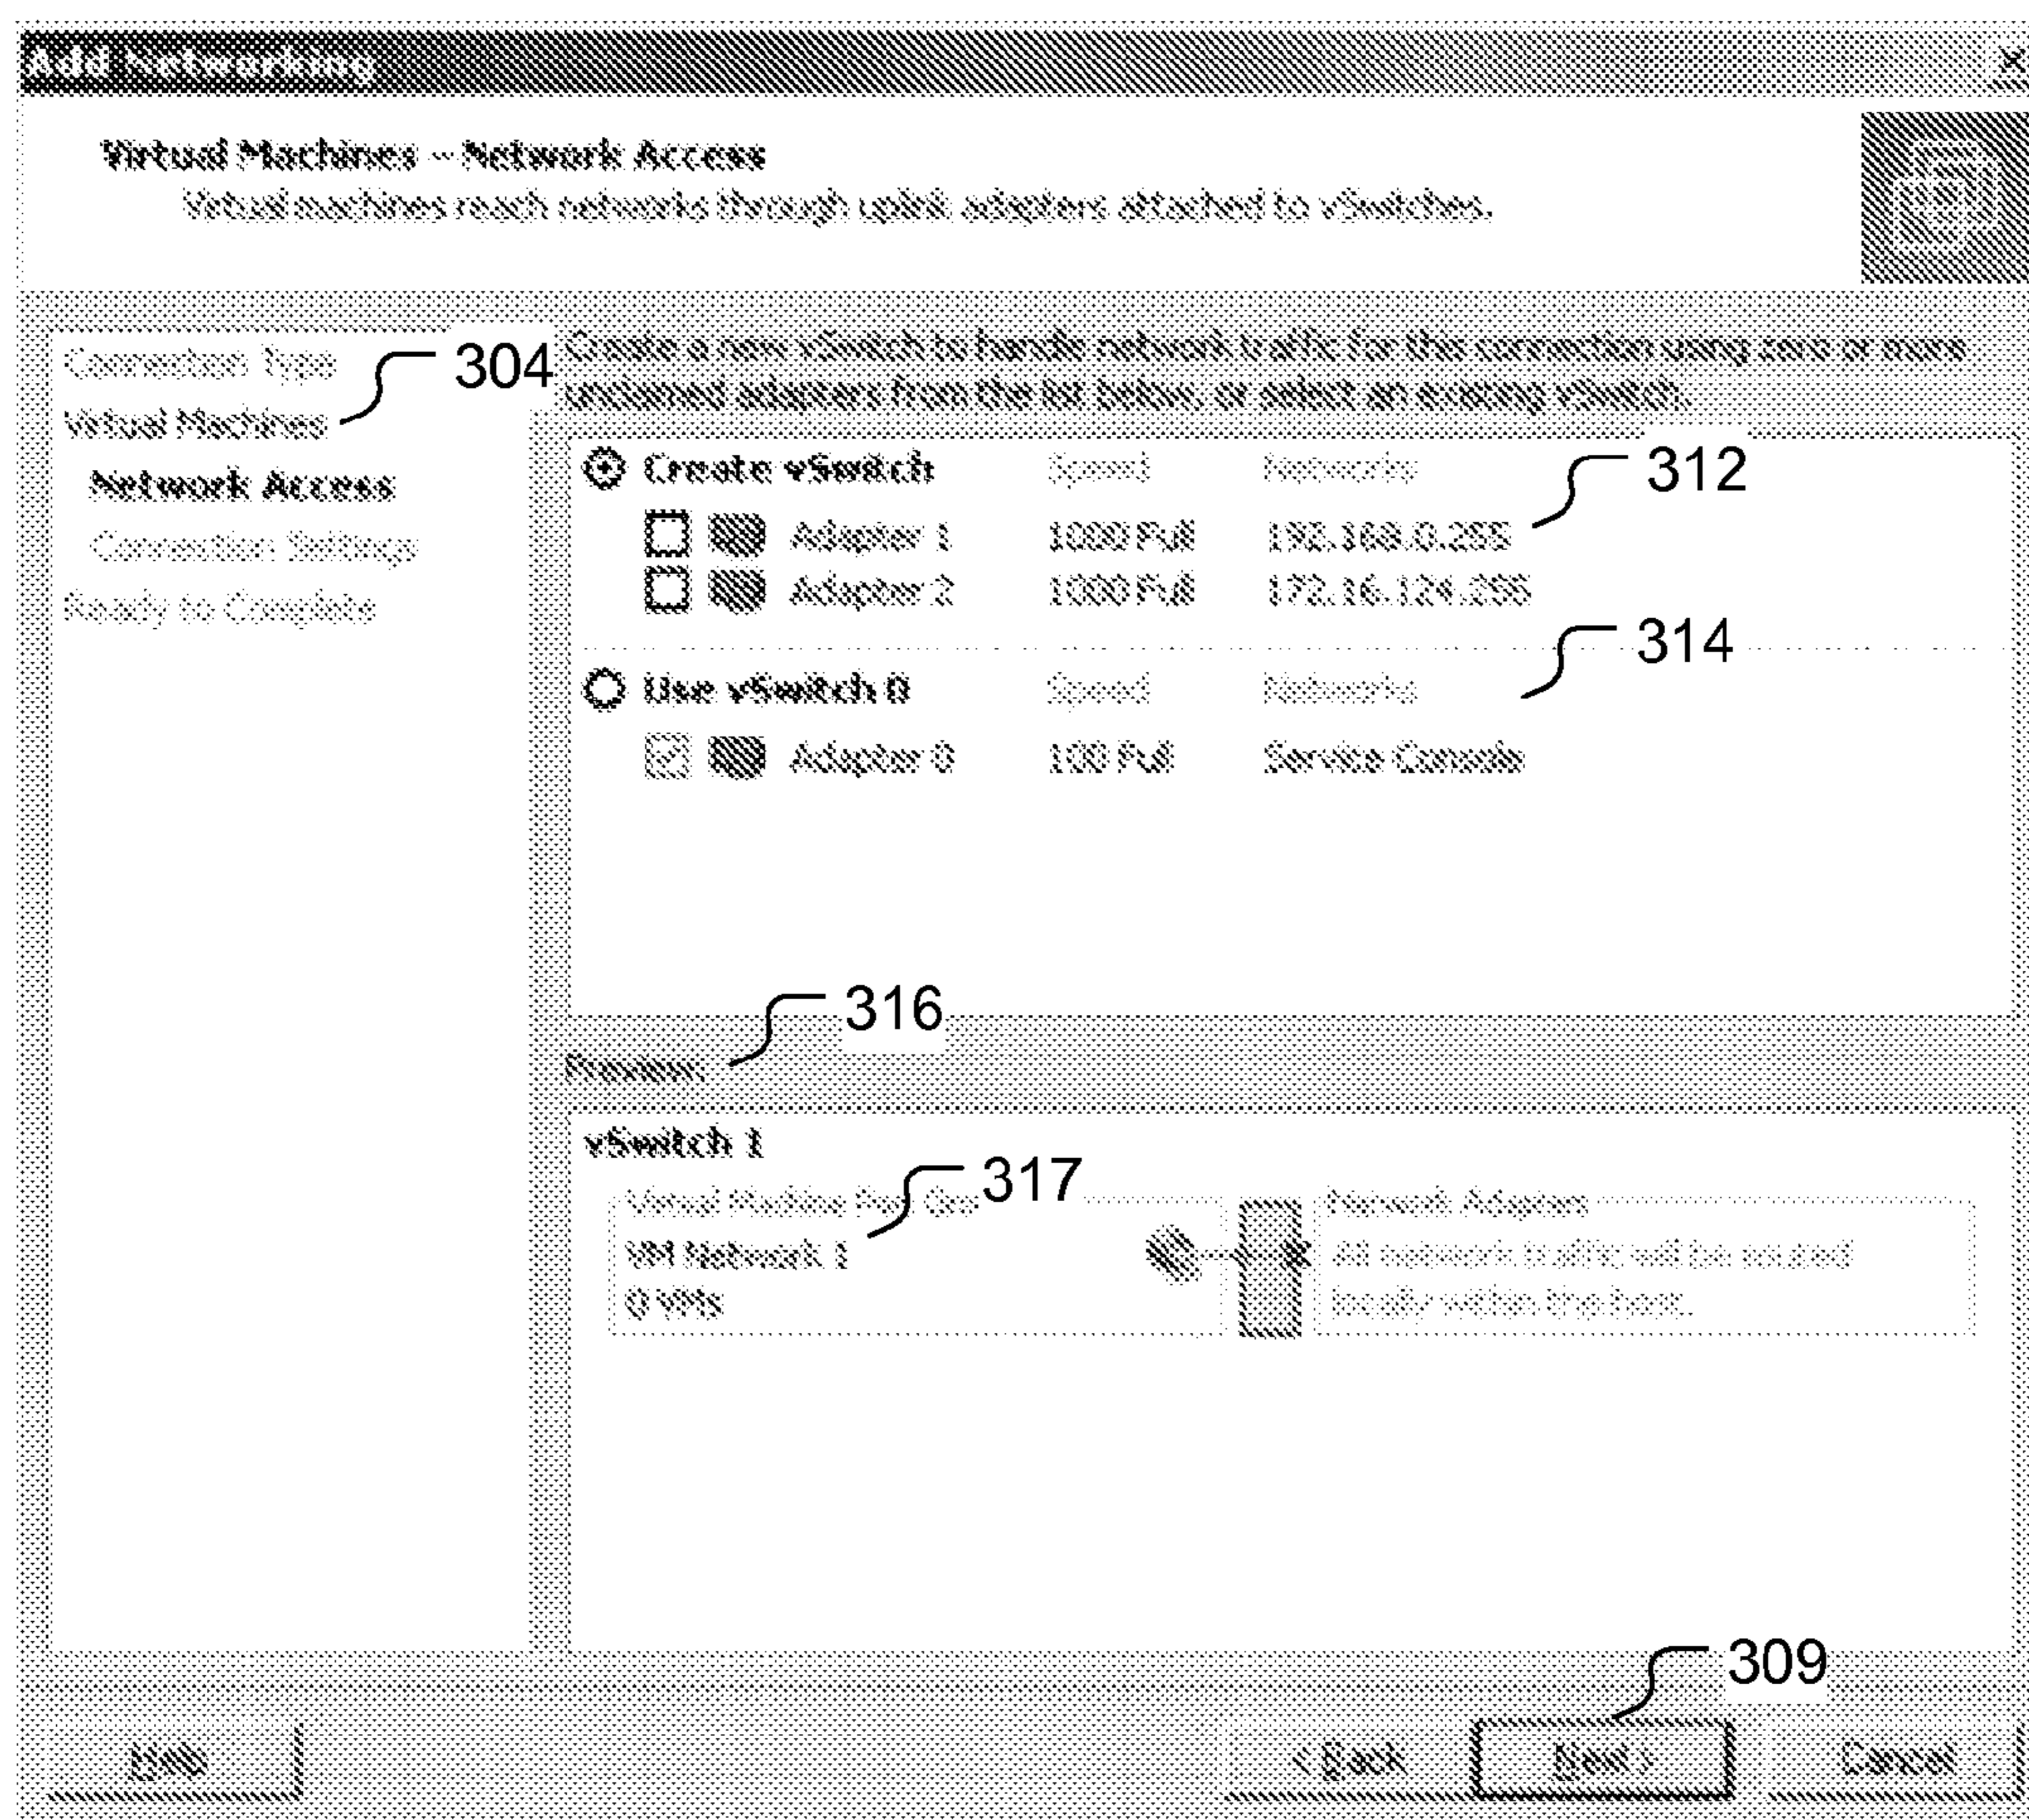 Add Networking
Virtual Machines -- Network Access
Virtual machines reach networks through uplink adapters attached to vSwitches.
Connection Type
304
Virtual Machines
Network Access
Connection Settings
Ready to Complete
Create a new vSwitch to handle network traffic for this connection using zero or more
unclaimed adapters from the list below, or select an existing vSwitch.
Create vSwitch Speed Networks
312
Adapter 1 1000 Full 192.168.0.255
Adapter 2 1000 Full 172.16.124.255
314
Use vSwitch 0 Speed Networks
Adapter 0 100 Full Service Console
316
Preview:
vSwitch 1
317
Virtual Machine Port Gro
VM Network 1
0 VMs
Network Adapters
All network traffic will be routed
locally within the host.
309
Help
< Back
Next >
Cancel